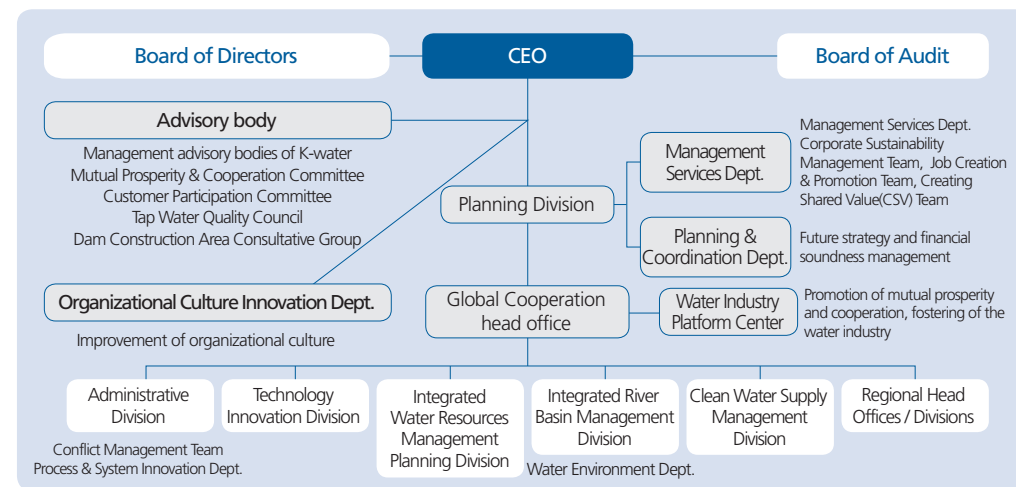 Board of Directors
CEO
Board of Audit
Advisory body
Management advisory bodies of K-water
Mutual Prosperity & Cooperation Committee
Customer Participation Committee
Tap Water Quality Council
Dam Construction Area Consultative Group
Management
Services Dept.
Management Services Dept.
Corporate Sustainability
Management Team, Job Creation
& Promotion Team, Creating
Shared Value(CSV) Team
Planning Division
Planning &
Coordination Dept.
Future strategy and financial
soundness management
Organizational Culture Innovation Dept.
Improvement of organizational culture
Global Cooperation
head office
Water Industry
Platform Center
Promotion of mutual prosperity
and cooperation, fostering of the
water industry
Administrative
Division
Conflict Management Team
Process & System Innovation Dept.
Technology
Innovation Division
Integrated
Water Resources
Management
Planning Division
Integrated River
Basin Management
Division
Water Environment Dept.
Clean Water Supply
Management
Division
Regional Head
Offices / Divisions